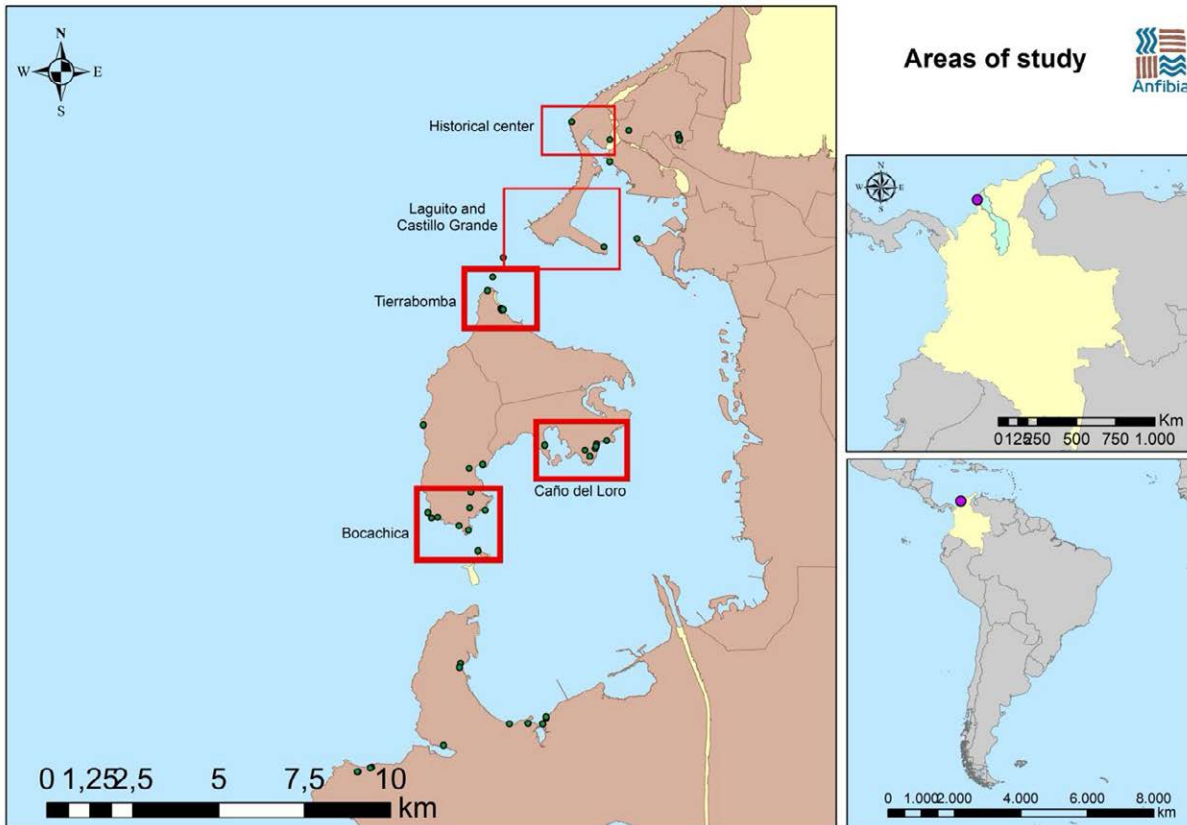 N
W E
S
Historical center
Laguito and
Castillo Grande
Tierrabomba
Caño del Loro
Bocachica
0 1,25 2,5 5 7,5 10
km
Areas of study
Anfibia
N
W E
S
Km
0 125 250 500 750 1.000
0 1.000 2.000 4.000 6.000 8.000
km